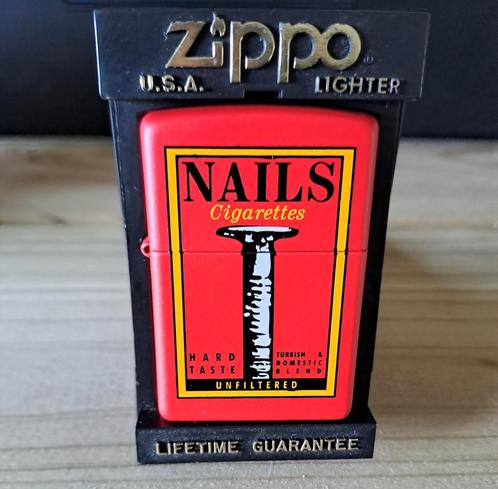 Zippo
U.S.A. LIGHTER
NAILS
Cigarettes
HARD TASTE
TURKISH & DOMESTIC BLEND
UNFILTERED
LIFETIME GUARANTEE